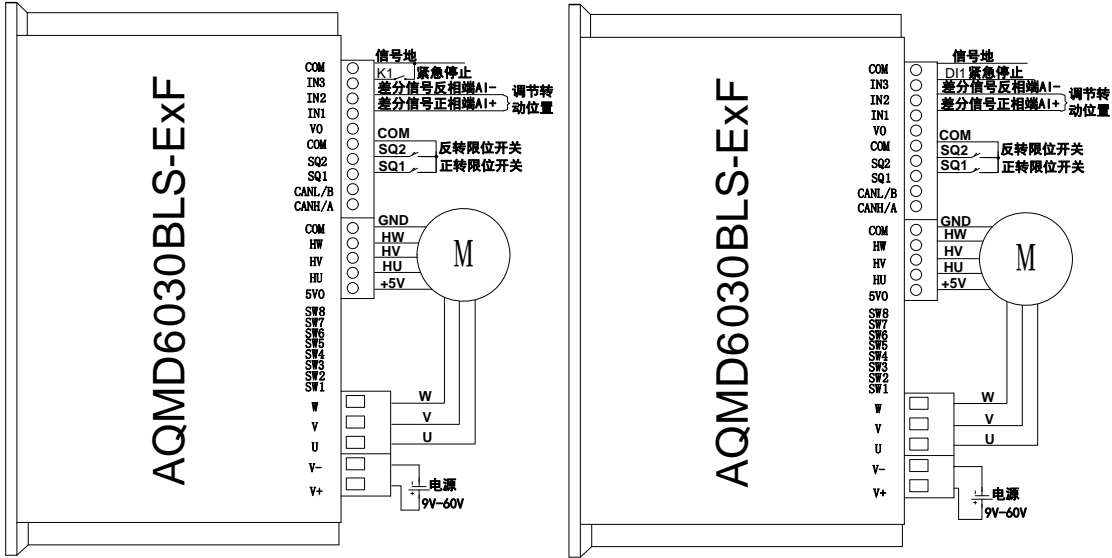 AQMD6030BLS-ExF
COM 信号地
IN3 K1 紧急停止
IN2 差分信号反相端AI-
IN1 差分信号正相端AI+
调节转
动位置
VO
COM COM
SQ2 SQ2 反转限位开关
SQ1 SQ1 正转限位开关
CANL/B
CANH/A
COM GND
HW HW
HV HV
HU HU
5VO +5V
M
SW8
SW7
SW6
SW5
SW4
SW3
SW2
SW1
W W
V V
U U
V-
V+
电源
9V-60V
AQMD6030BLS-ExF
COM 信号地
IN3 DI1 紧急停止
IN2 差分信号反相端AI-
IN1 差分信号正相端AI+
调节转
动位置
VO
COM COM
SQ2 SQ2 反转限位开关
SQ1 SQ1 正转限位开关
CANL/B
CANH/A
COM GND
HW HW
HV HV
HU HU
5VO +5V
M
SW8
SW7
SW6
SW5
SW4
SW3
SW2
SW1
W W
V V
U U
V-
V+
电源
9V-60V